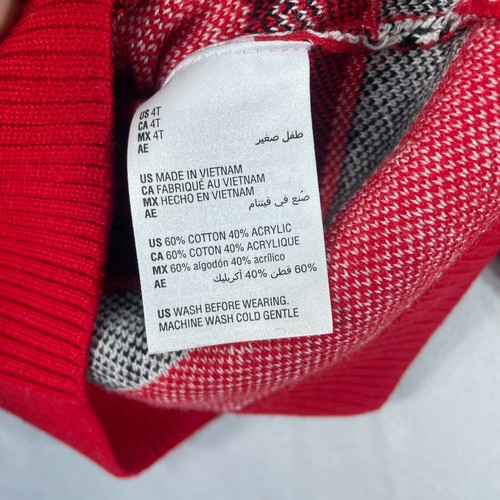 US 4T
CA 4T
MX 4T
AE طفل صغير
US MADE IN VIETNAM
CA FABRIQUÉ AU VIETNAM
MX HECHO EN VIETNAM
AE صُنع في فيتنام
US 60% COTTON 40% ACRYLIC
CA 60% COTON 40% ACRYLIQUE
MX 60% algodón 40% acrílico
AE 60% قطن 40% أكريليك
US WASH BEFORE WEARING.
MACHINE WASH COLD GENTLE